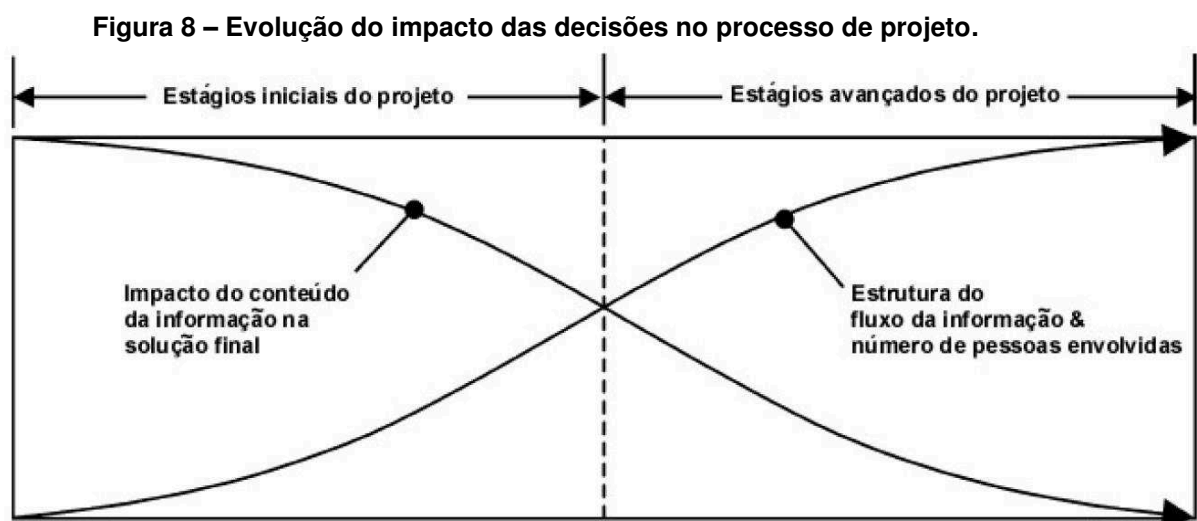 Figura 8 – Evolução do impacto das decisões no processo de projeto.
Estágios iniciais do projeto
Estágios avançados do projeto
Impacto do conteúdo
da informação na
solução final
Estrutura do
fluxo da informação &
número de pessoas envolvidas